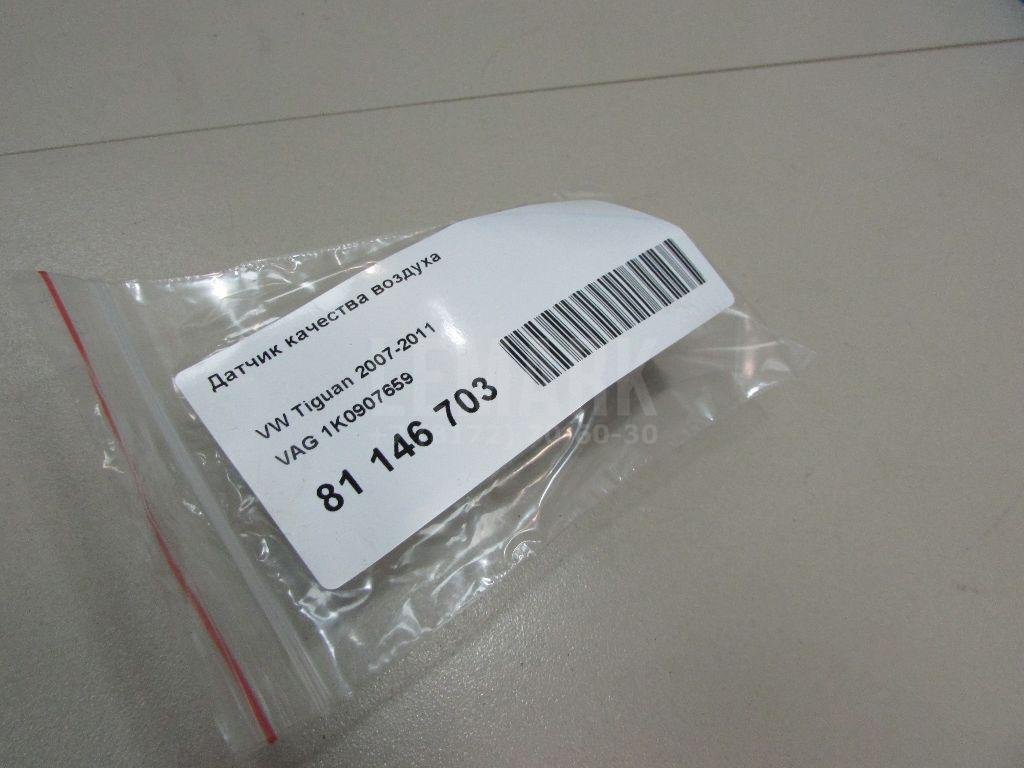 Датчик качества воздуха
VW Tiguan 2007-2011
VAG 1K0907659
81 146 703